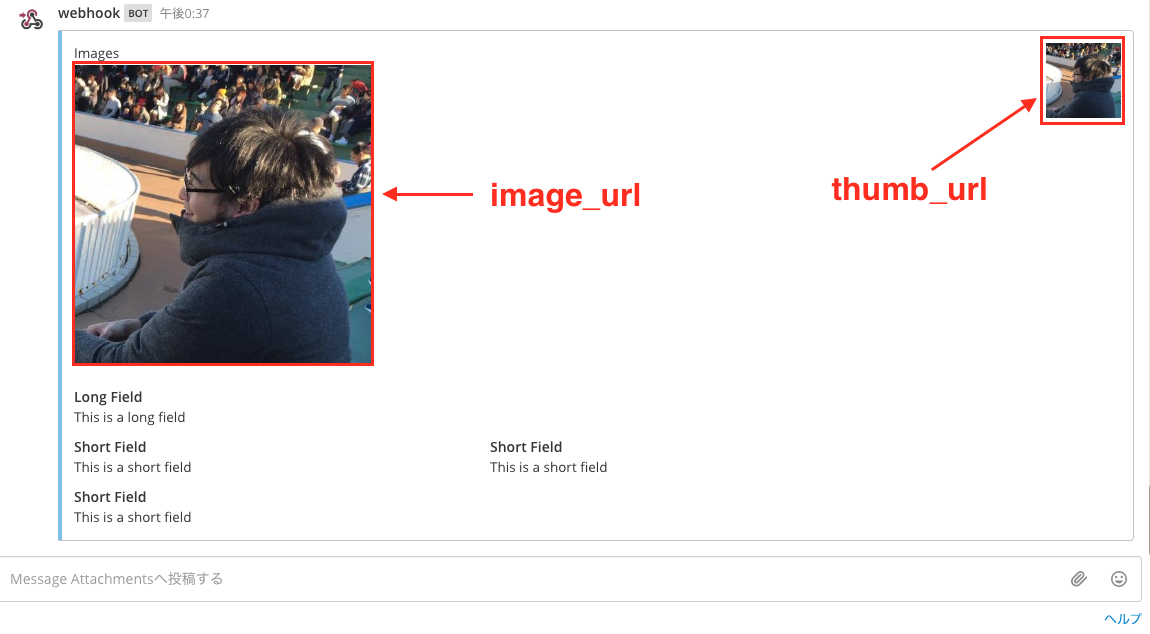 webhook BOT 午後0:37
Images
image_url
thumb_url
Long Field
This is a long field
Short Field Short Field
This is a short field This is a short field
Short Field
This is a short field
Message Attachmentsへ投稿する
ヘルプ